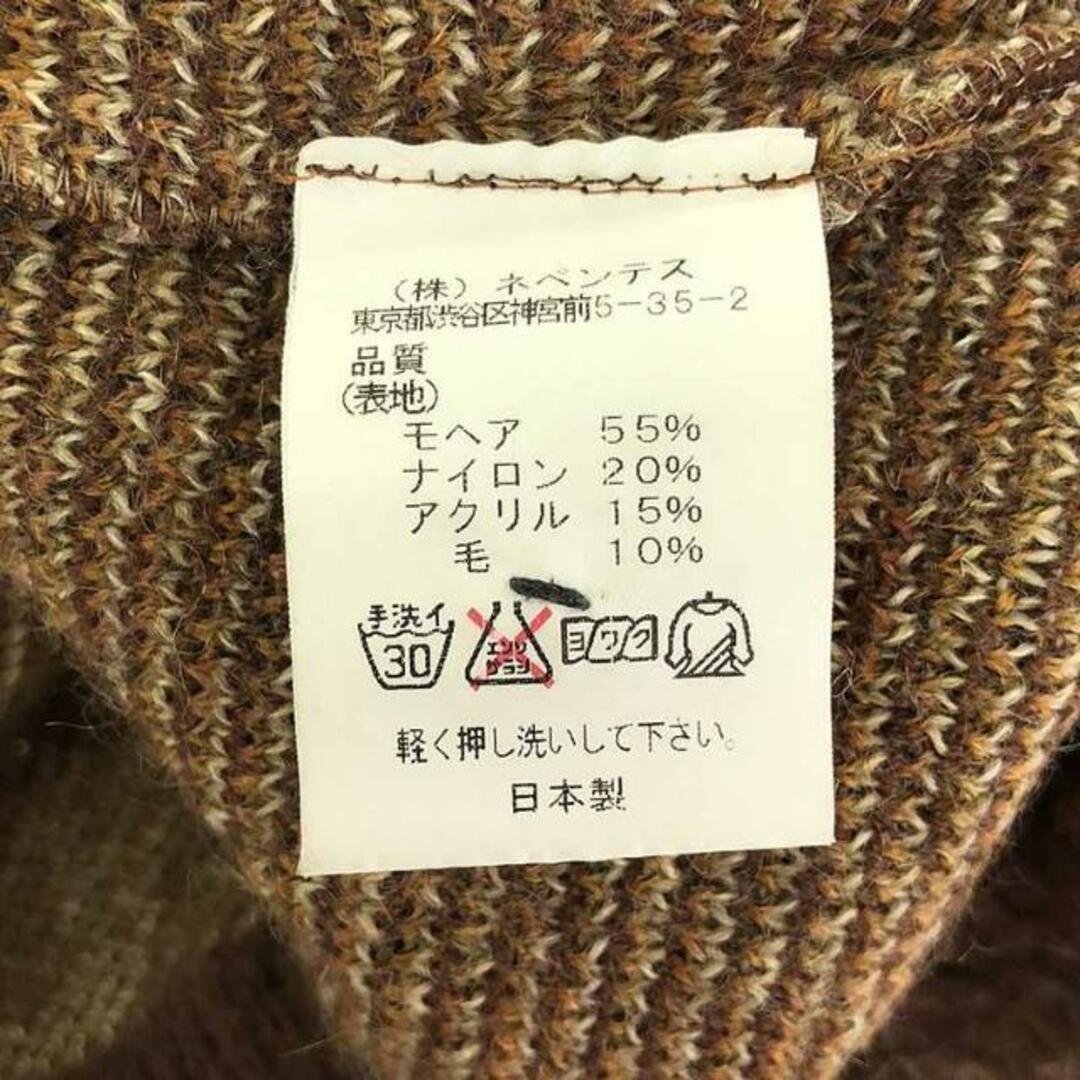 (株) ネペンテス
東京都渋谷区神宮前5-35-2
品質
(表地)
モヘア 55%
ナイロン 20%
アクリル 15%
毛 10%
手洗イ
30
エンソ
サラシ
ヨワク
軽く押し洗いして下さい。
日本製